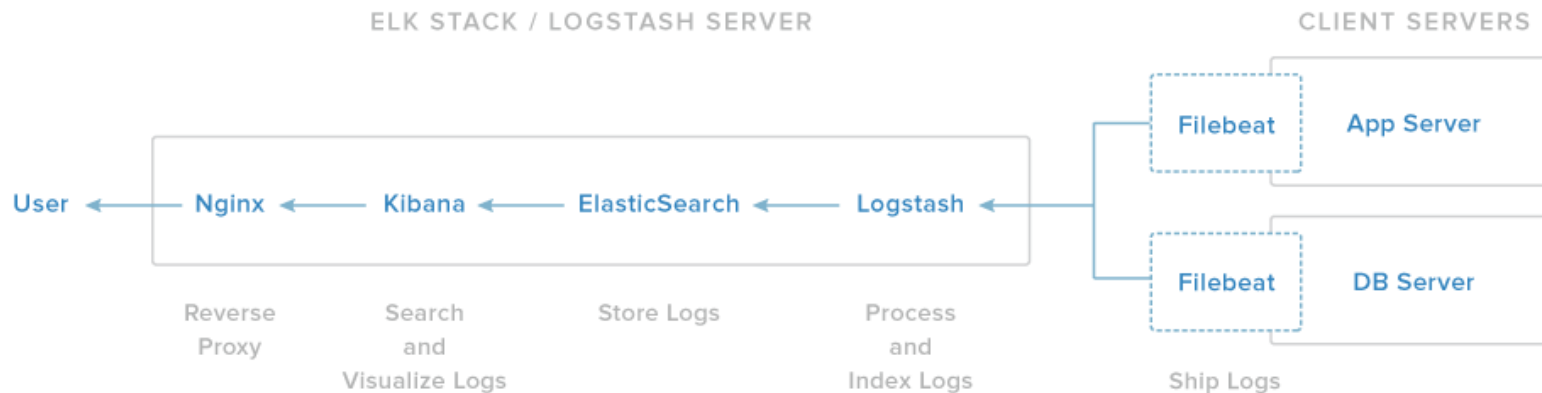 ELK STACK / LOGSTASH SERVER
CLIENT SERVERS
Filebeat
App Server
User
Nginx
Kibana
ElasticSearch
Logstash
Filebeat
DB Server
Reverse
Proxy
Search
and
Visualize Logs
Store Logs
Process
and
Index Logs
Ship Logs